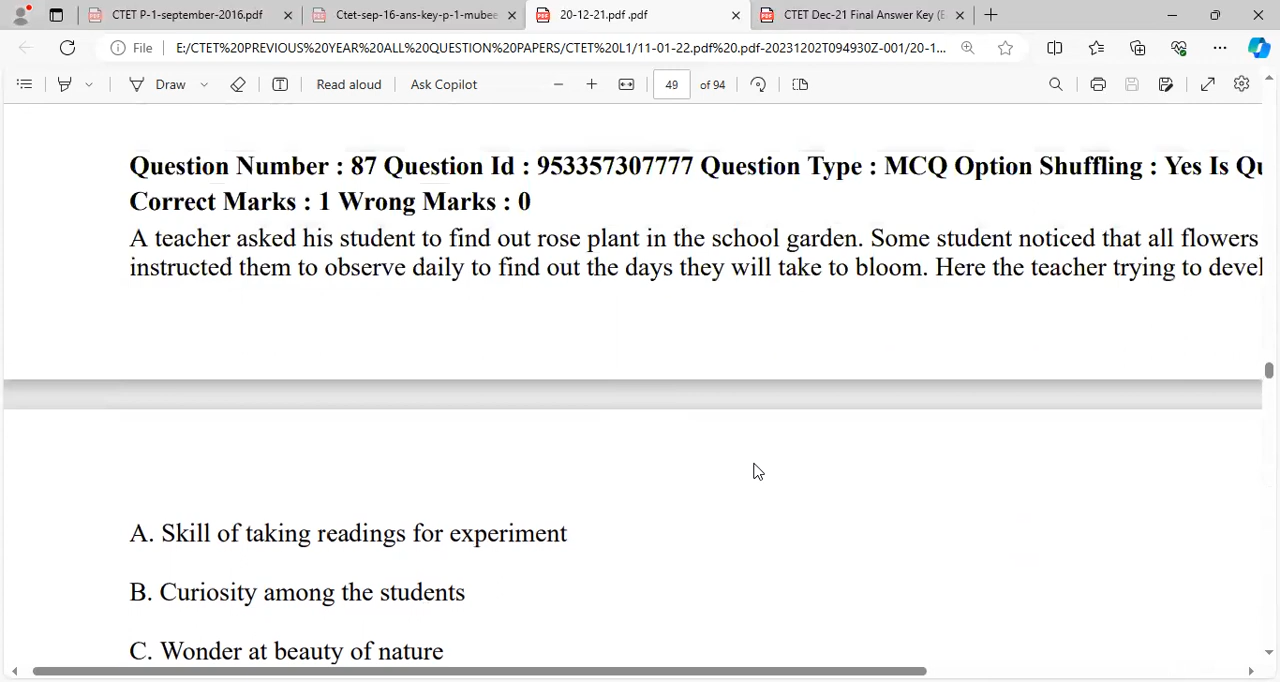 CTET P-1-september-2016.pdf
Ctet-sep-16-ans-key-p-1-mubee
20-12-21.pdf .pdf
CTET Dec-21 Final Answer Key (E
File
E:/CTET%20PREVIOUS%20YEAR%20ALL%20QUESTION%20PAPERS/CTET%20L1/11-01-22.pdf%20.pdf-20231202T094930Z-001/20-1...
Draw
Read aloud
Ask Copilot
49 of 94
Question Number : 87 Question Id : 953357307777 Question Type : MCQ Option Shuffling : Yes Is Qu
Correct Marks : 1 Wrong Marks : 0
A teacher asked his student to find out rose plant in the school garden. Some student noticed that all flowers
instructed them to observe daily to find out the days they will take to bloom. Here the teacher trying to devel
A. Skill of taking readings for experiment
B. Curiosity among the students
C. Wonder at beauty of nature